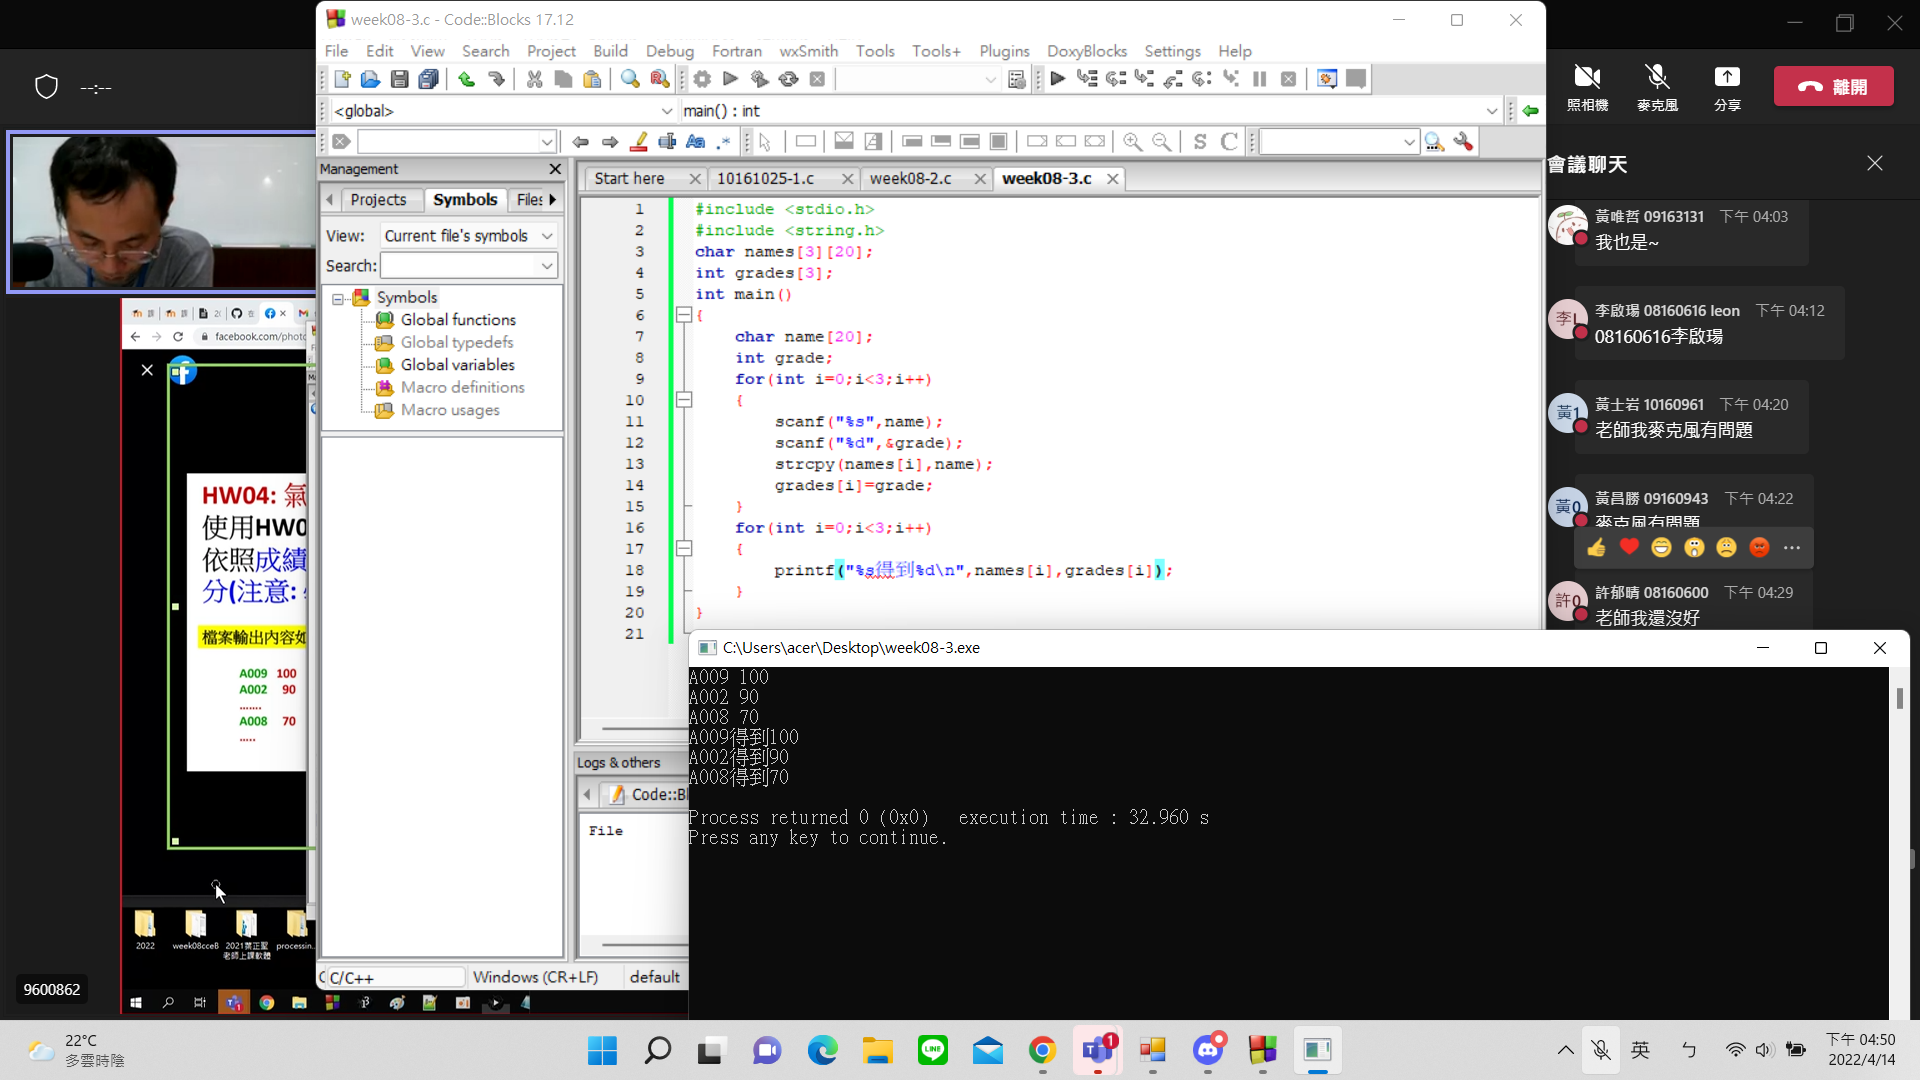 week08-3.c - Code::Blocks 17.12
File Edit View Search Project Build Debug Fortran wxSmith Tools Tools+ Plugins DoxyBlocks Settings Help
--:--
照相機
麥克風
分享
離開
<global>
main() : int
Management
Projects
Symbols
Files
View:
Current file's symbols
Search:
Symbols
Global functions
Global typedefs
Global variables
Macro definitions
Macro usages
Start here
10161025-1.c
week08-2.c
week08-3.c
1 #include <stdio.h>
2 #include <string.h>
3 char names[3][20];
4 int grades[3];
5 int main()
6 {
7 char name[20];
8 int grade;
9 for(int i=0;i<3;i++)
10 {
11 scanf("%s",name);
12 scanf("%d",&grade);
13 strcpy(names[i],name);
14 grades[i]=grade;
15 }
16 for(int i=0;i<3;i++)
17 {
18 printf("%s得到%d\n",names[i],grades[i]);
19 }
20 }
21
Logs & others
Code::Bl
File
C/C++
Windows (CR+LF)
default
C:\Users\acer\Desktop\week08-3.exe
A009 100
A002 90
A008 70
A009得到100
A002得到90
A008得到70
Process returned 0 (0x0) execution time : 32.960 s
Press any key to continue.
會議聊天
黃唯哲 09163131 下午 04:03
我也是~
李L
李啟瑒 08160616 leon 下午 04:12
08160616李啟瑒
黃1
黃士岩 10160961 下午 04:20
老師我麥克風有問題
黃0
黃昌勝 09160943 下午 04:22
麥克風有問題
許0
許郁晴 08160600 下午 04:29
老師我還沒好
facebook.com/photo
HW04: 氣
使用HW0
依照成績
分(注意:
檔案輸出內容如
A009 100
A002 90
.......
A008 70
.....
2022
week08cceB
2021葉正聖老師上課軟體
processin...
9600862
22°C
多雲時陰
英
ㄅ
下午 04:50
2022/4/14